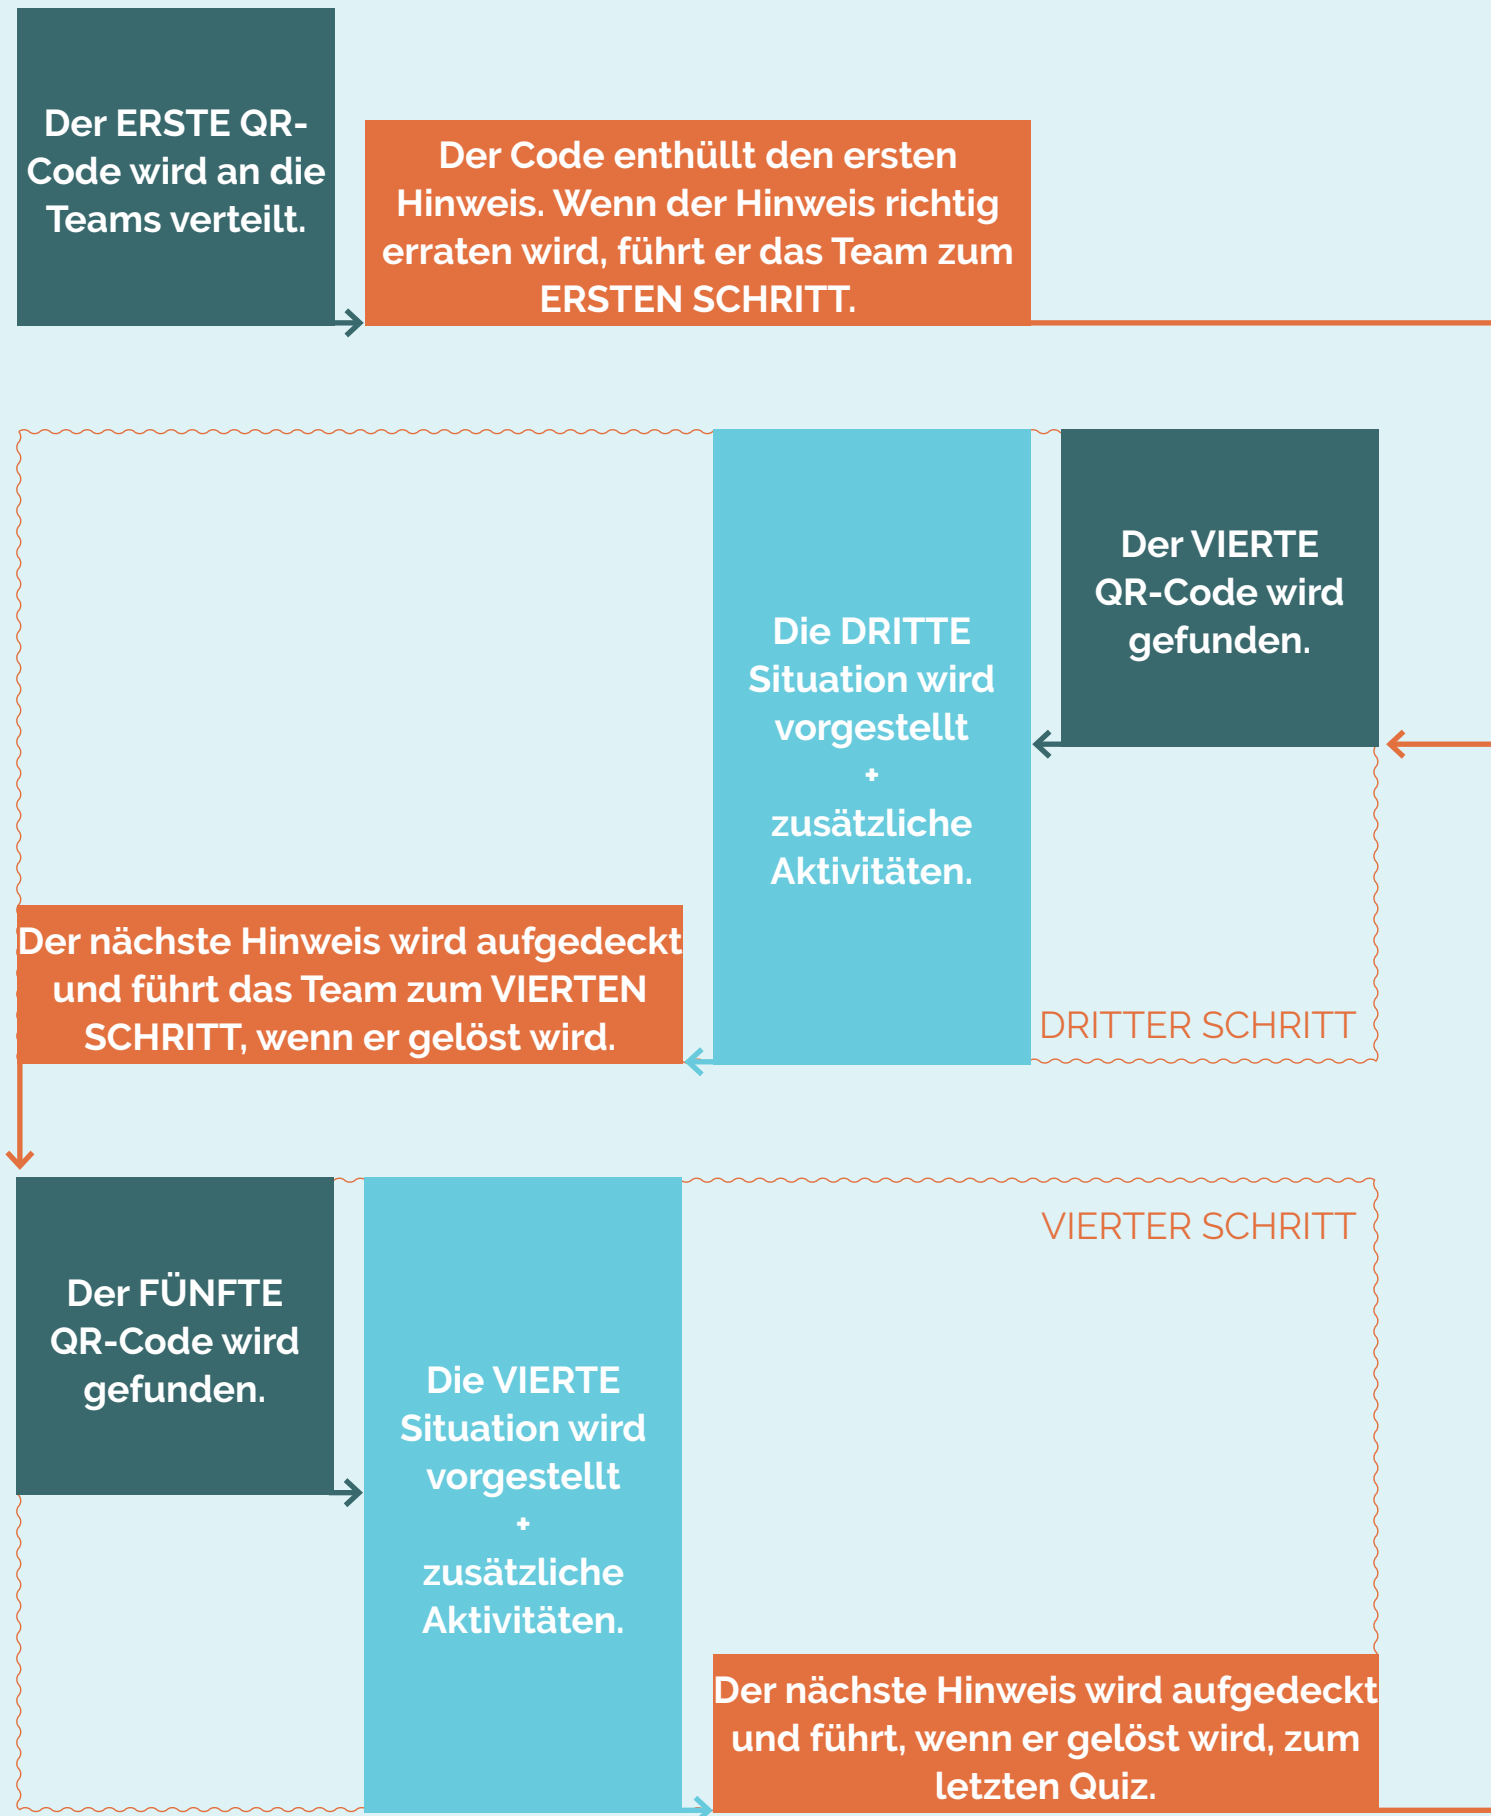 Der ERSTE QR-
Code wird an die
Teams verteilt.
Der Code enthüllt den ersten
Hinweis. Wenn der Hinweis richtig
erraten wird, führt er das Team zum
ERSTEN SCHRITT.
Der VIERTE
QR-Code wird
gefunden.
Die DRITTE
Situation wird
vorgestellt
+
zusätzliche
Aktivitäten.
Der nächste Hinweis wird aufgedeckt
und führt das Team zum VIERTEN
SCHRITT, wenn er gelöst wird.
DRITTER SCHRITT
VIERTER SCHRITT
Der FÜNFTE
QR-Code wird
gefunden.
Die VIERTE
Situation wird
vorgestellt
+
zusätzliche
Aktivitäten.
Der nächste Hinweis wird aufgedeckt
und führt, wenn er gelöst wird, zum
letzten Quiz.